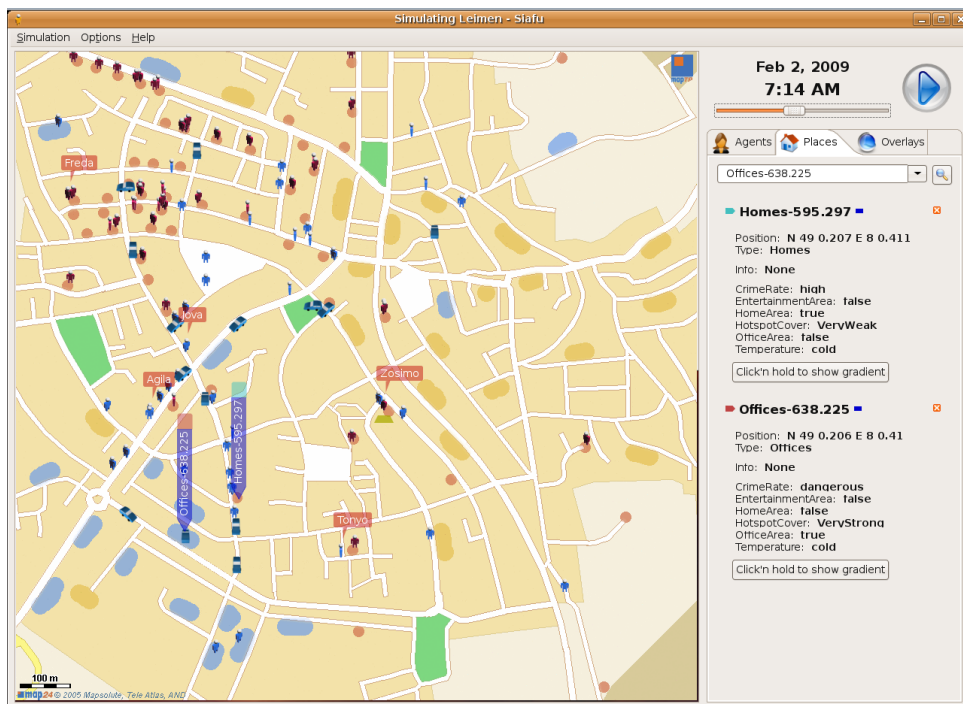 Simulating Leimen - Siafu
Simulation Options Help
Feb 2, 2009
7:14 AM
Agents Places Overlays
Offices-638.225
Homes-595.297
Position: N 49 0.207 E 8 0.411
Type: Homes
Info: None
CrimeRate: high
EntertainmentArea: false
HomeArea: true
HotspotCover: VeryWeak
OfficeArea: false
Temperature: cold
Click'n hold to show gradient
Offices-638.225
Position: N 49 0.206 E 8 0.41
Type: Offices
Info: None
CrimeRate: dangerous
EntertainmentArea: false
HomeArea: false
HotspotCover: VeryStrong
OfficeArea: true
Temperature: cold
Click'n hold to show gradient
Freda
Jova
Agila
Zosimo
Homes-595.297
Offices-638.225
Tonyo
100 m
map24 © 2005 Mapsolute, Tele Atlas, AND